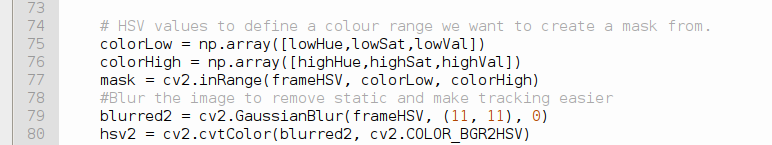 73
74 # HSV values to define a colour range we want to create a mask from.
75 colorLow = np.array([lowHue,lowSat,lowVal])
76 colorHigh = np.array([highHue,highSat,highVal])
77 mask = cv2.inRange(frameHSV, colorLow, colorHigh)
78 #Blur the image to remove static and make tracking easier
79 blurred2 = cv2.GaussianBlur(frameHSV, (11, 11), 0)
80 hsv2 = cv2.cvtColor(blurred2, cv2.COLOR_BGR2HSV)